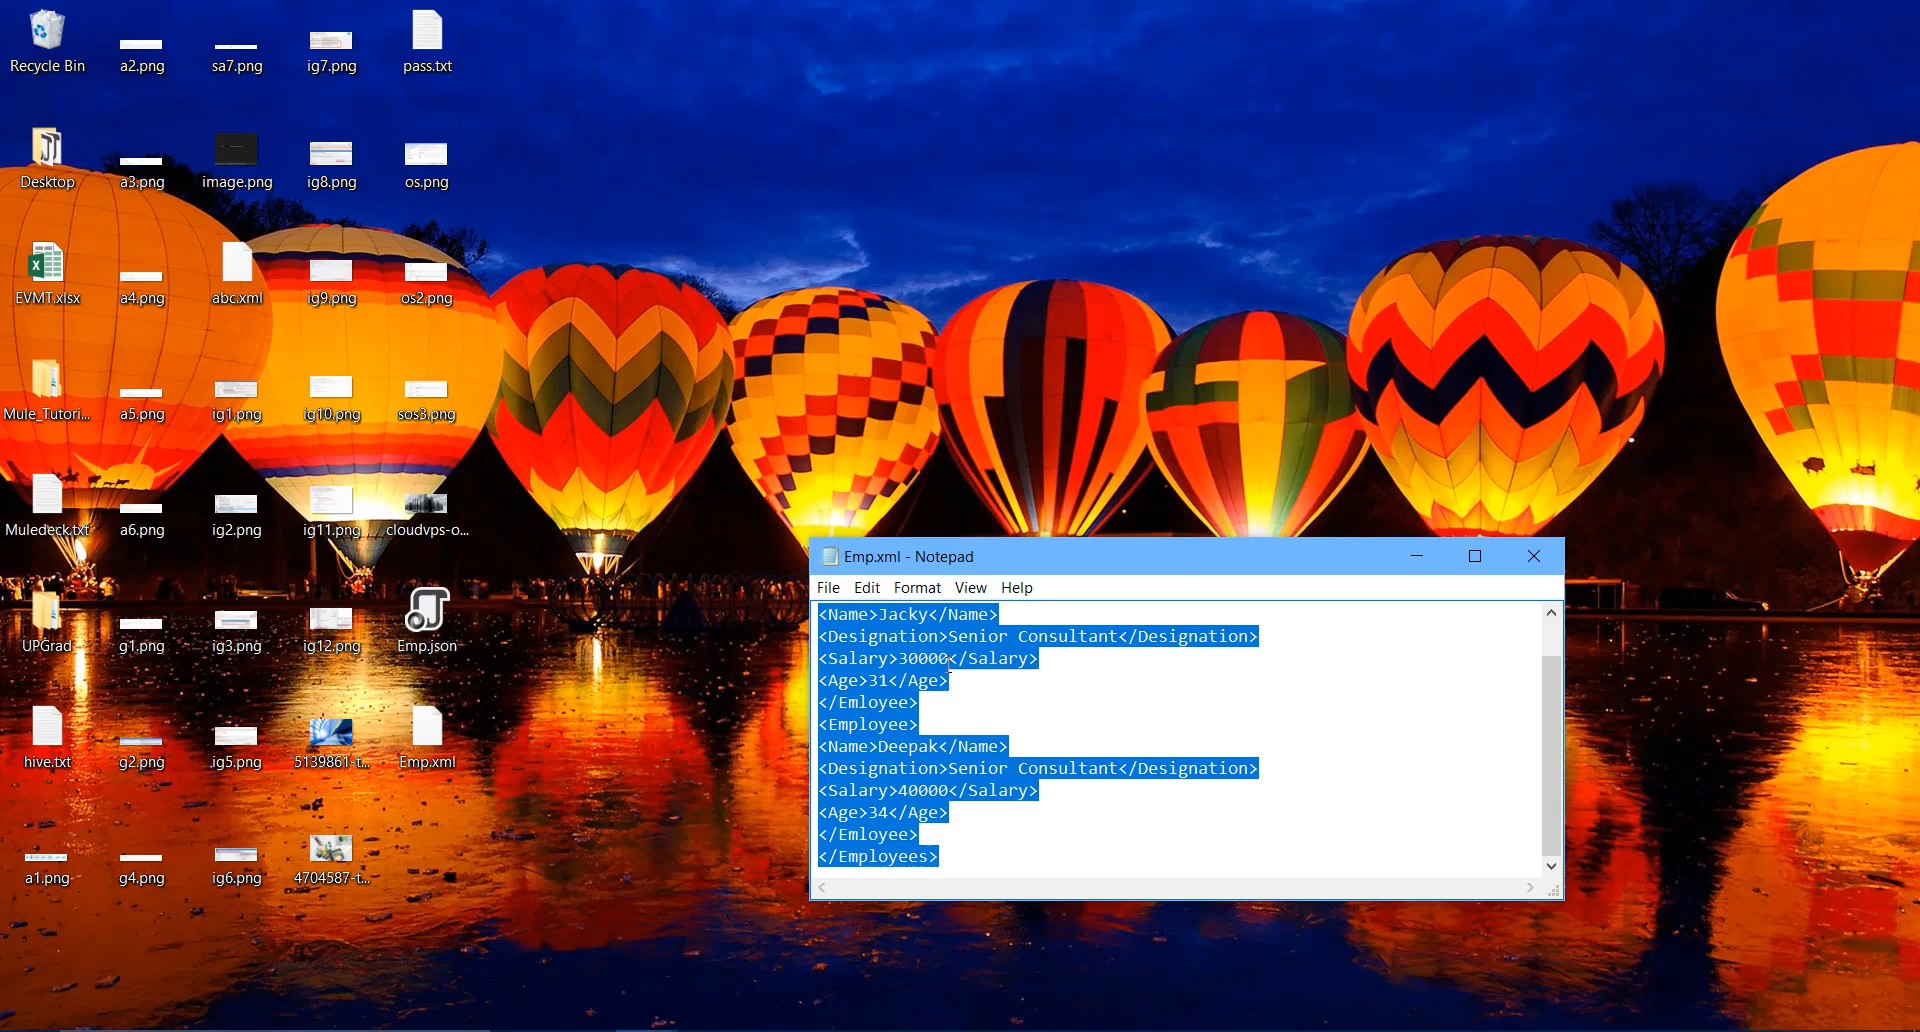 Recycle Bin
a2.png
sa7.png
ig7.png
pass.txt
Desktop
a3.png
image.png
ig8.png
os.png
EVMT.xlsx
a4.png
abc.xml
ig9.png
os2.png
Mule_Tutori...
a5.png
ig1.png
ig10.png
sos3.png
Muledeck.txt
a6.png
ig2.png
ig11.png
cloudvps-o...
UPGrad
g1.png
ig3.png
ig12.png
Emp.json
hive.txt
g2.png
ig5.png
5139861-t...
Emp.xml
a1.png
g4.png
ig6.png
4704587-t...
Emp.xml - Notepad
File Edit Format View Help
<Name>Jacky</Name>
<Designation>Senior Consultant</Designation>
<Salary>30000</Salary>
<Age>31</Age>
</Emloyee>
<Employee>
<Name>Deepak</Name>
<Designation>Senior Consultant</Designation>
<Salary>40000</Salary>
<Age>34</Age>
</Emloyee>
</Employees>